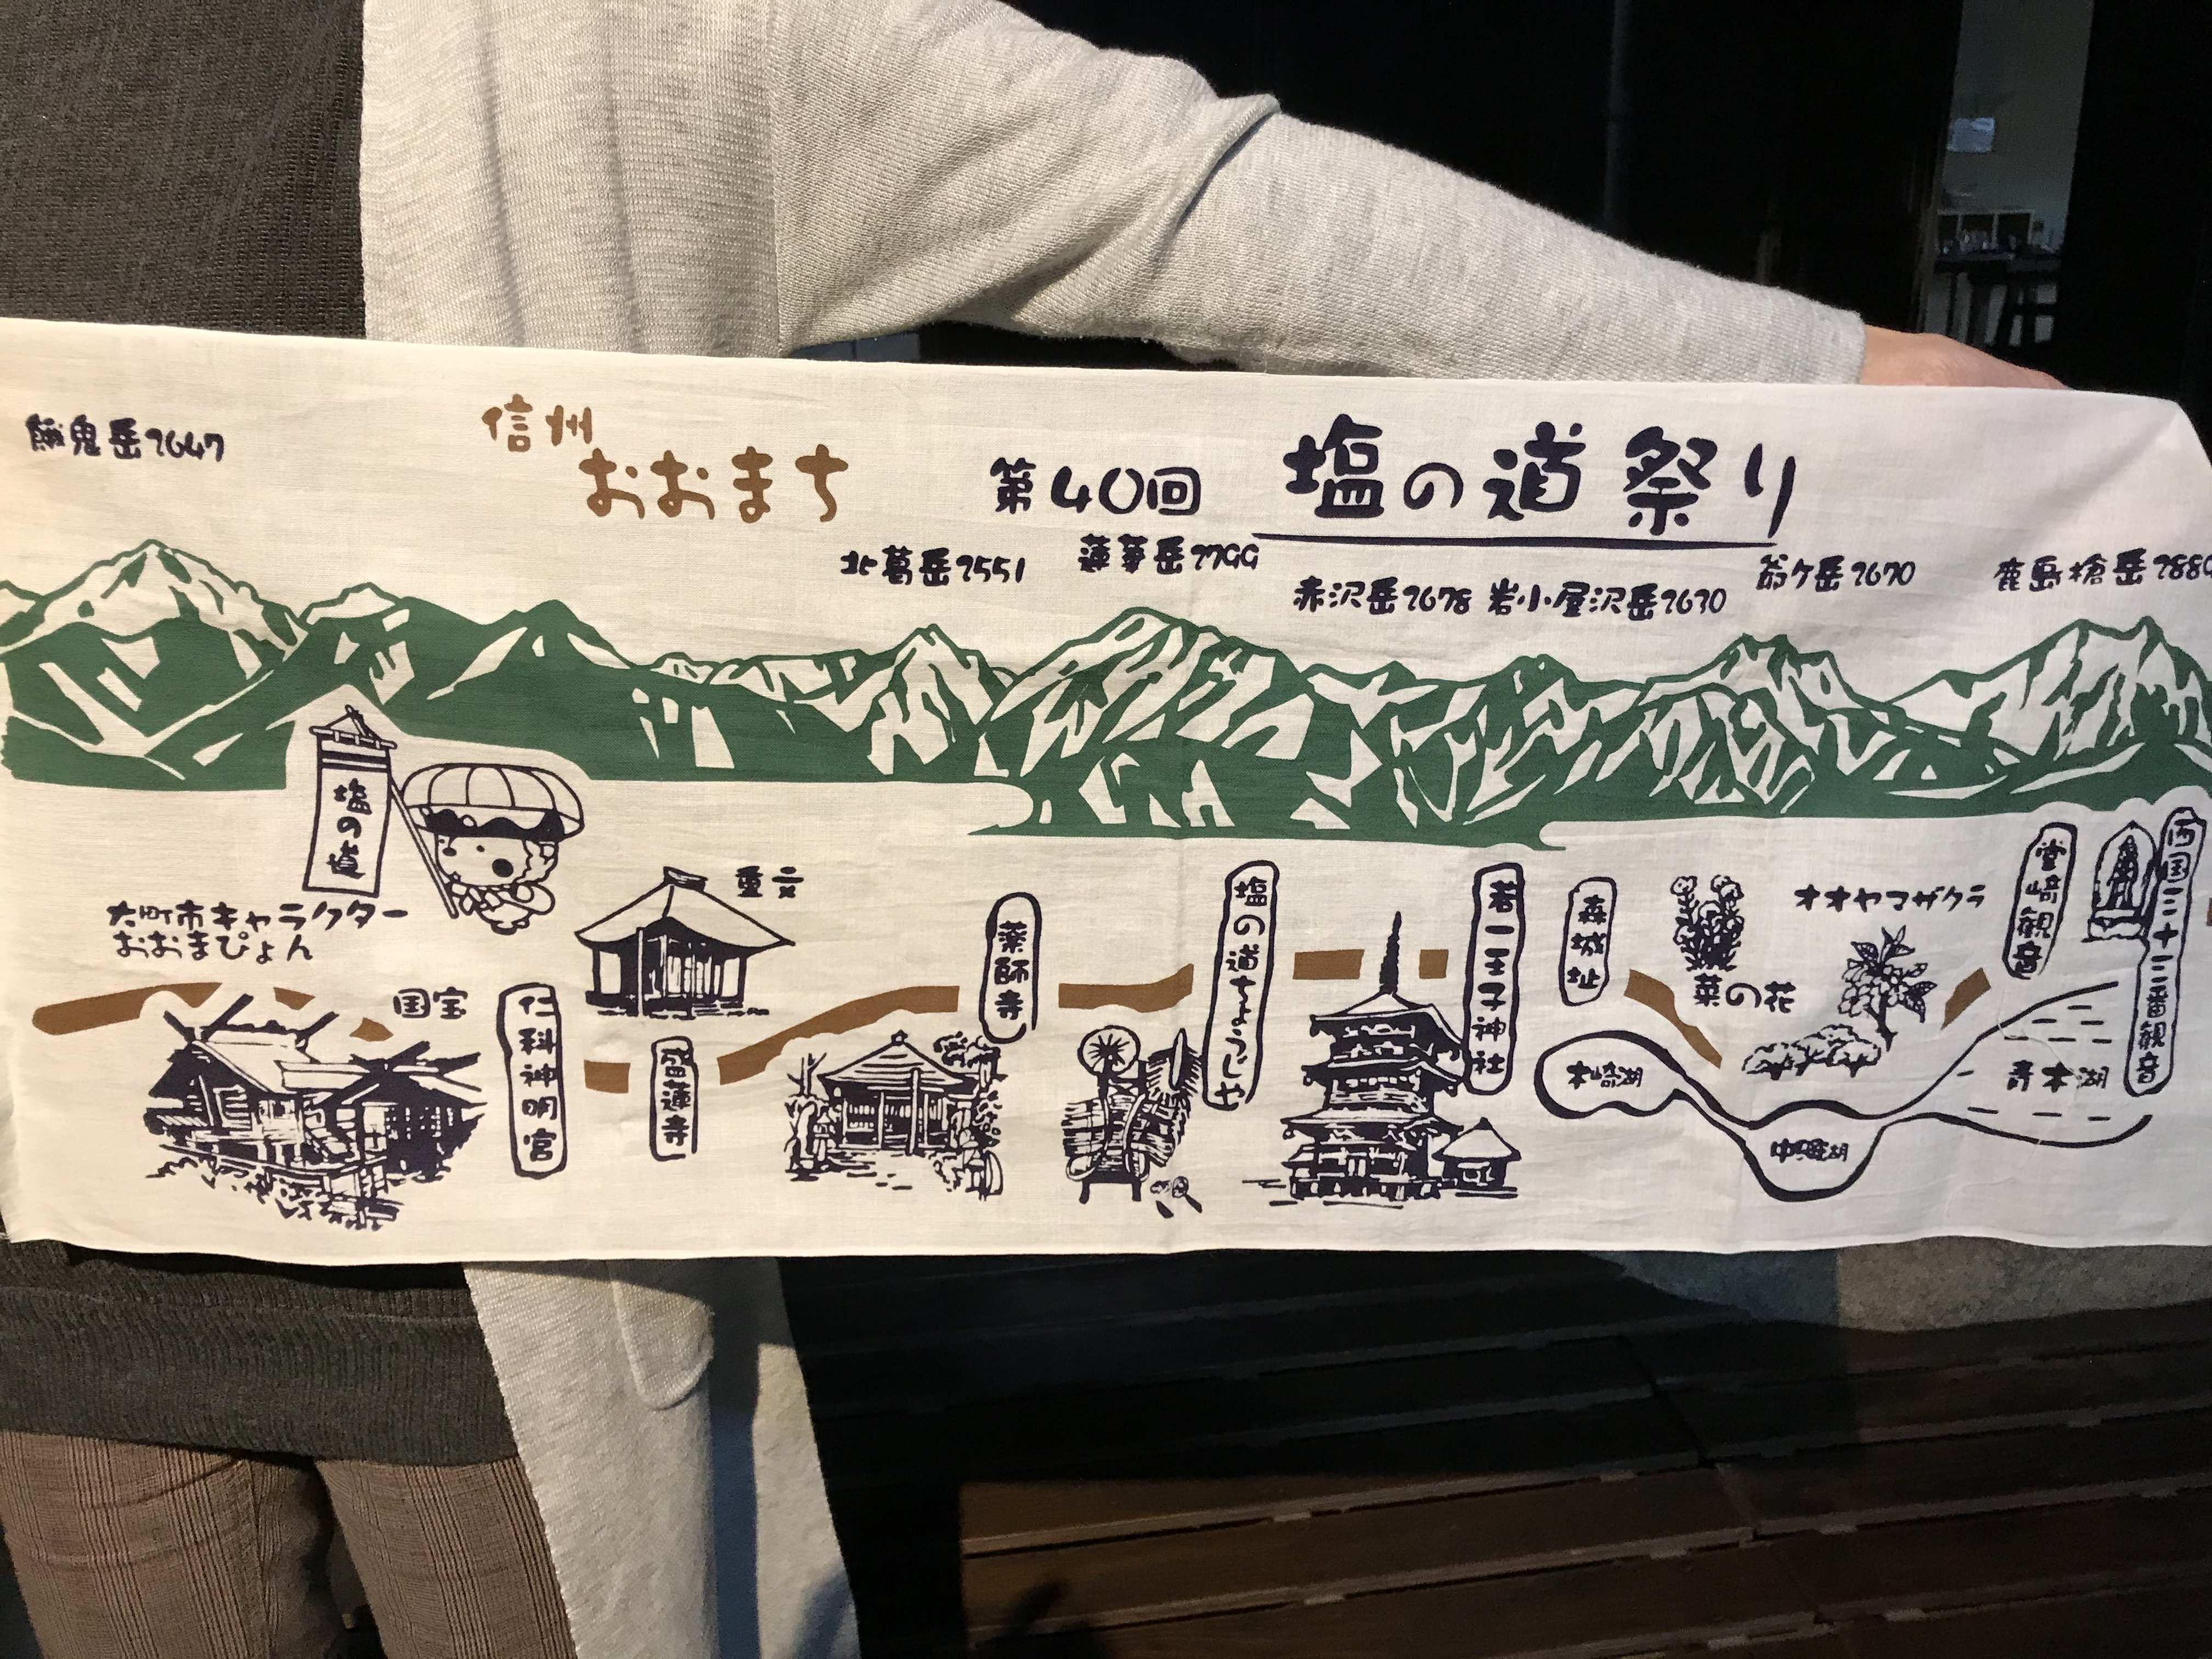 餓鬼岳2647
信州
おおまち
第40回 塩の道祭り
北葛岳2551
蓮華岳2799
赤沢岳2678
岩小屋沢岳2630
爺ケ岳2670
鹿島槍岳288
塩の道
大町市キャラクター
おおまぴょん
国宝
仁科神明宮
重文
盛蓮寺
薬師寺
塩の道ちょうじや
若一王子神社
森城址
菜の花
オオヤマザクラ
木崎湖
中綱湖
青木湖
堂崎観音
西国三十三番観音